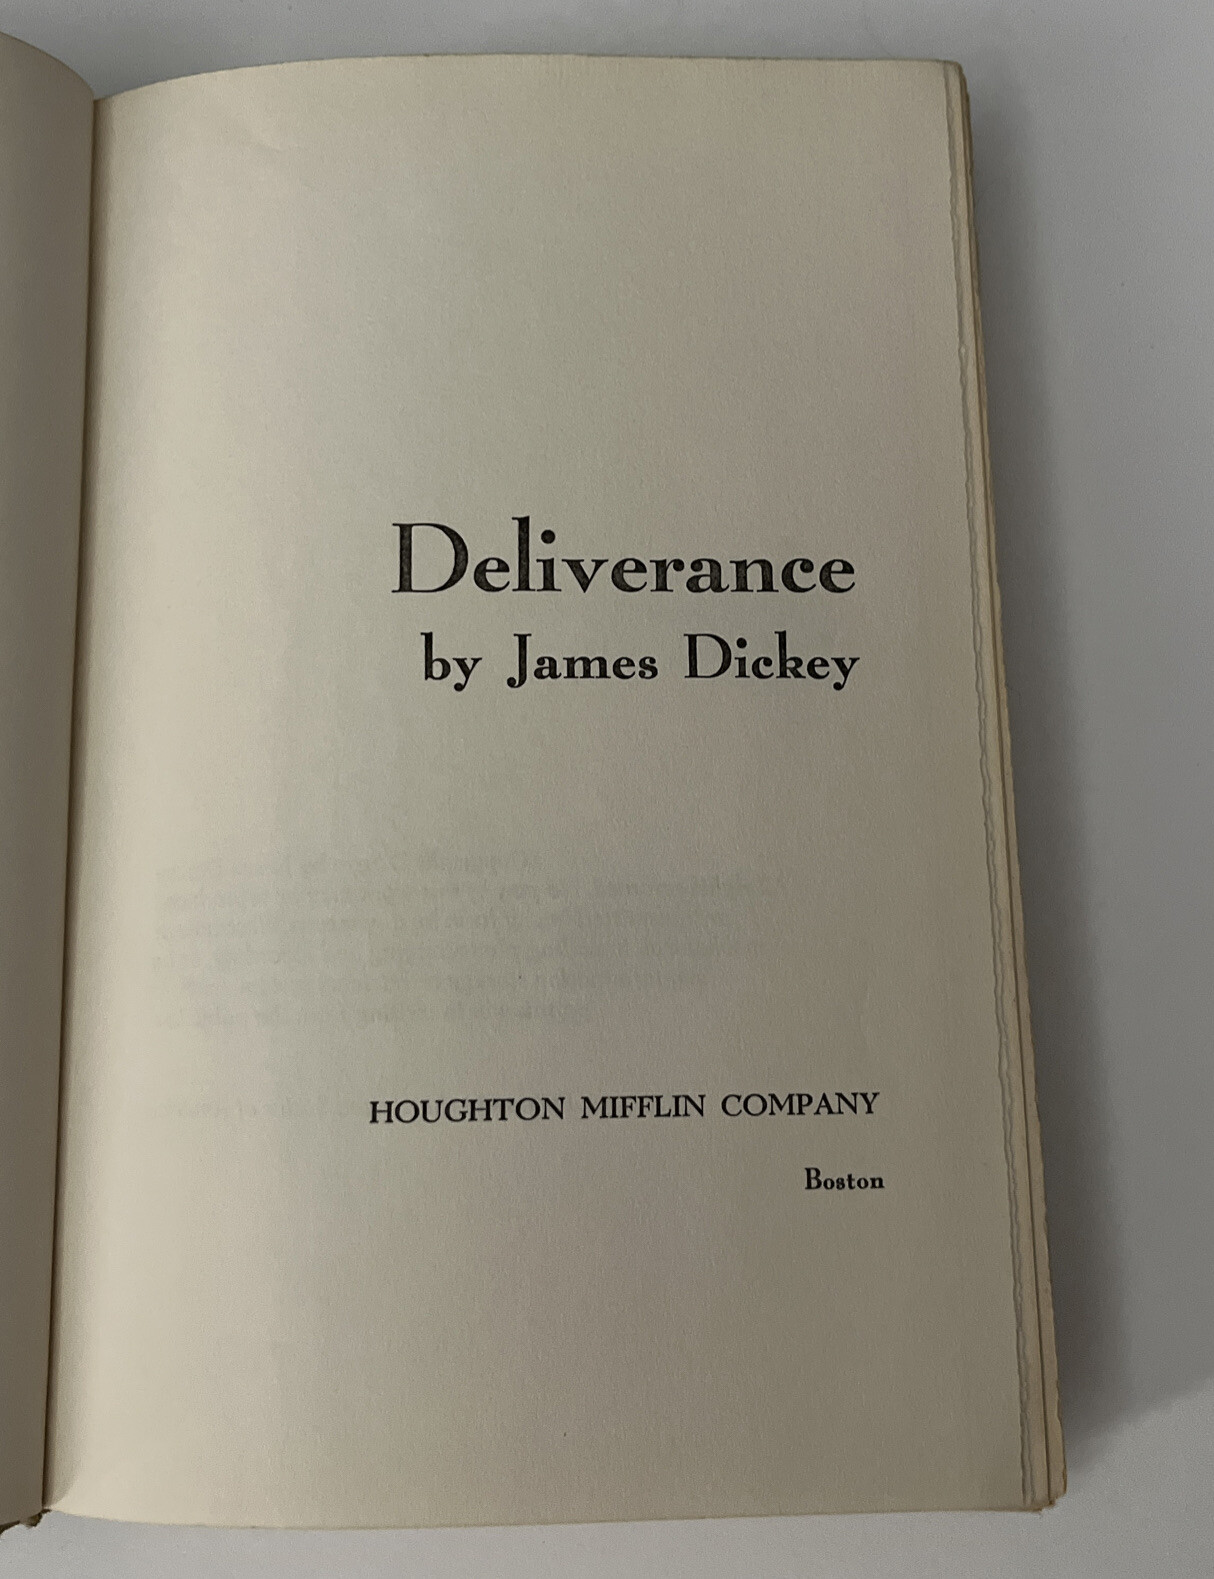 Deliverance
by James Dickey
HOUGHTON MIFFLIN COMPANY
Boston